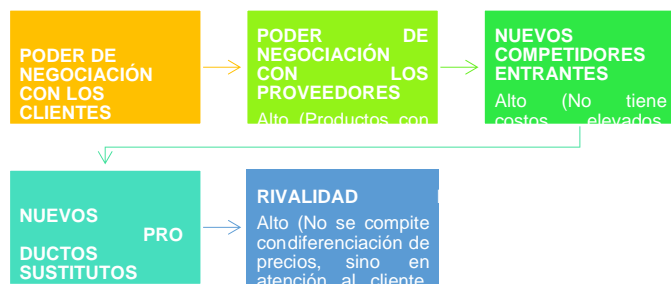 PODER DE
NEGOCIACIÓN
CON LOS
CLIENTES
PODER DE
NEGOCIACIÓN
CON LOS
PROVEEDORES
Alto (Productos con
NUEVOS
COMPETIDORES
ENTRANTES
Alto (No tiene
costos elevados
NUEVOS
PRO
DUCTOS
SUSTITUTOS
RIVALIDAD
Alto (No se compite
condiferenciación de
precios, sino en
atención al cliente,